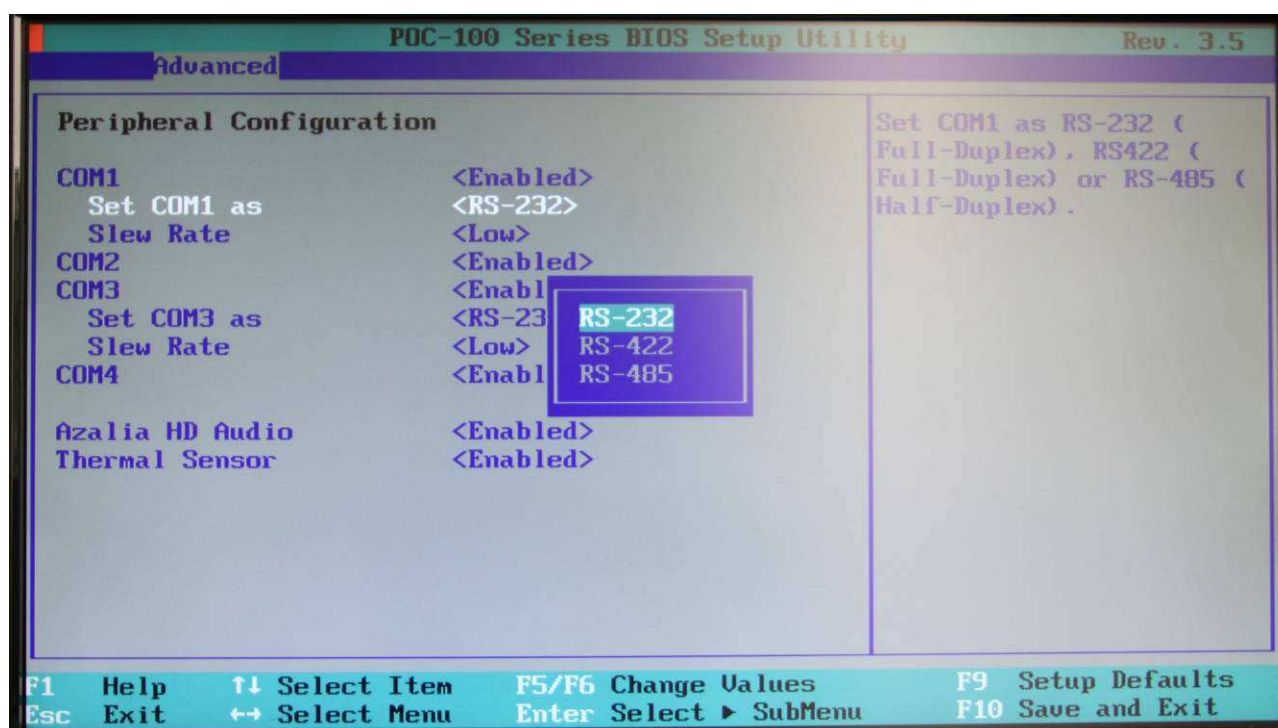 POC-100 Series BIOS Setup Utility Rev. 3.5
Advanced
Peripheral Configuration
COM1 <Enabled>
Set COM1 as <RS-232>
Slew Rate <Low>
COM2 <Enabled>
COM3 <Enabl
Set COM3 as <RS-23
Slew Rate <Low>
COM4 <Enabl
Azalia HD Audio <Enabled>
Thermal Sensor <Enabled>
RS-232
RS-422
RS-485
Set COM1 as RS-232 (
Full-Duplex), RS422 (
Full-Duplex) or RS-485 (
Half-Duplex).
F1 Help ↑↓ Select Item F5/F6 Change Values F9 Setup Defaults
Esc Exit ←→ Select Menu Enter Select ▶ SubMenu F10 Save and Exit